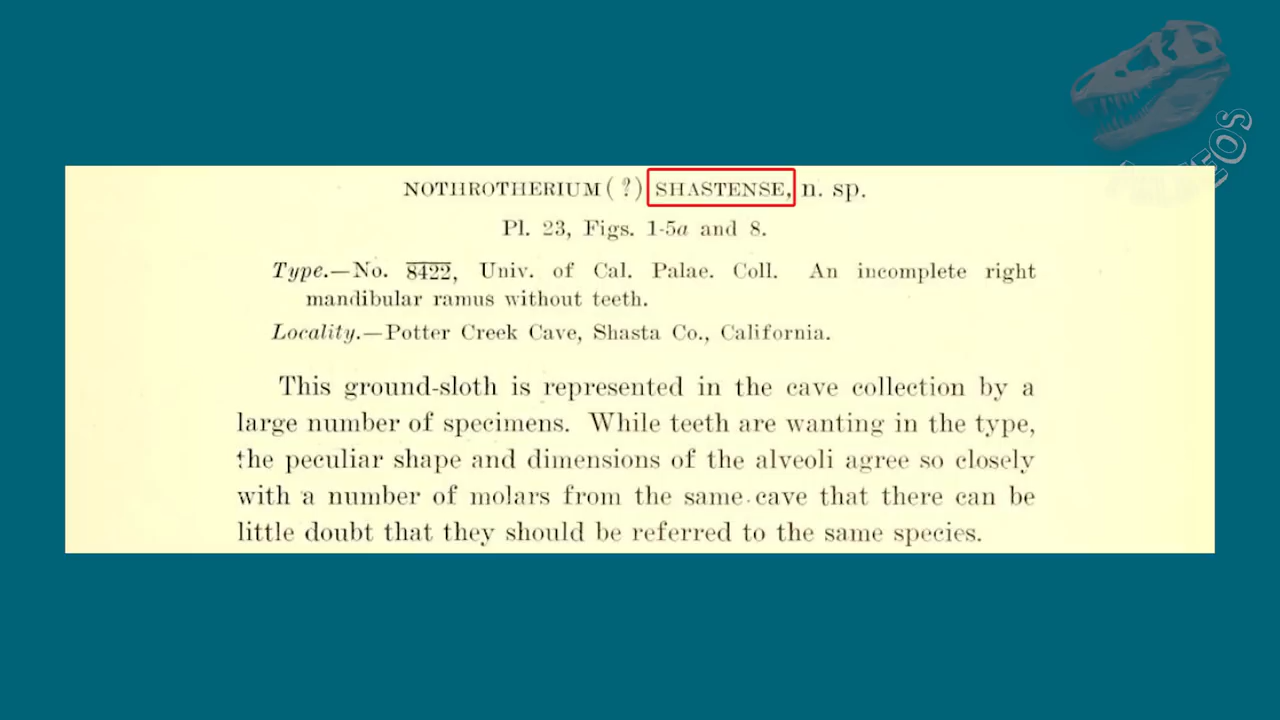 NOTHROTHERIUM(?) SHASTENSE, n. sp.
Pl. 23, Figs. 1-5a and 8.
Type.—No. 8422, Univ. of Cal. Palae. Coll. An incomplete right
mandibular ramus without teeth.
Locality.—Potter Creek Cave, Shasta Co., California.
This ground-sloth is represented in the cave collection by a
large number of specimens. While teeth are wanting in the type,
the peculiar shape and dimensions of the alveoli agree so closely
with a number of molars from the same cave that there can be
little doubt that they should be referred to the same species.